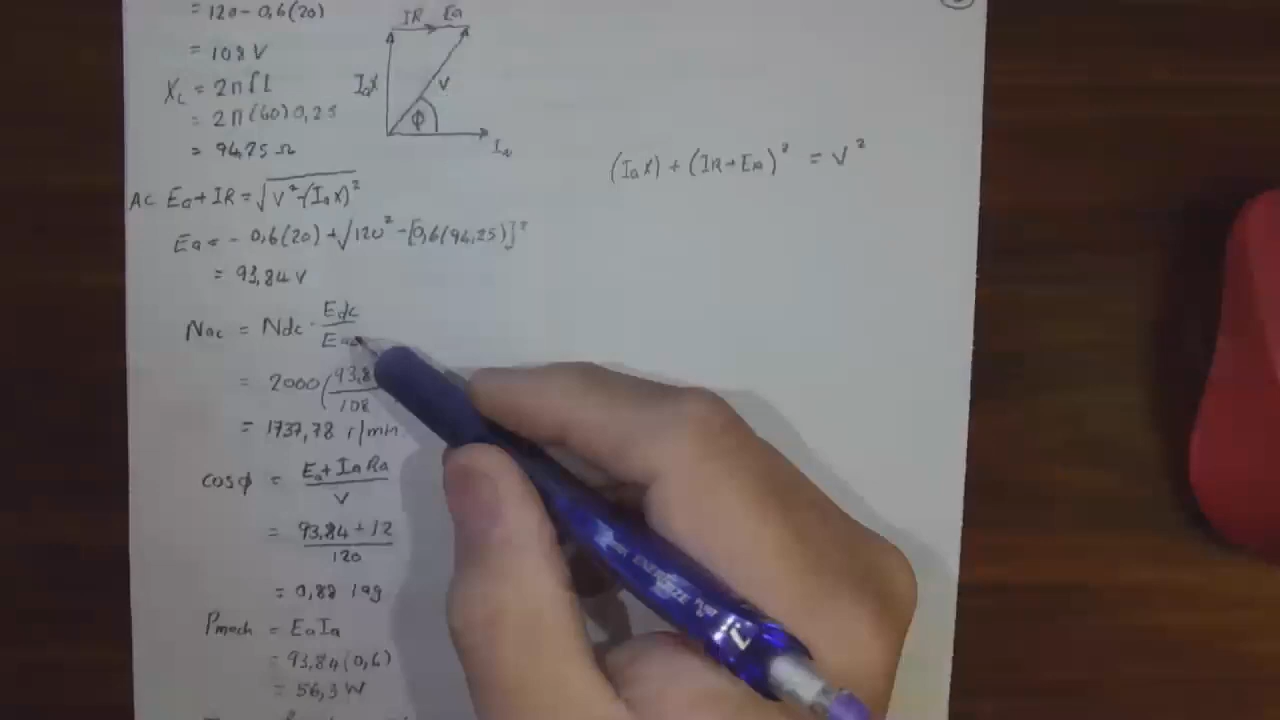 = 120 - 0,6(20)
= 108 V
X_L = 2πfL
= 2π(60)0,25
= 94,25 Ω
IR Ea
IaX
V
φ
Ia
(IaX) + (IR+EA)² = V²
AC Ea + IR = √V²-(IaX)²
Ea = - 0,6(20) + √120² - [0,6(94,25)]²
= 93,84 V
Nac = Ndc · Edc / Eac
= 2000 (93,8 / 108
= 1737,78 r/min
cosφ = Ea + IaRa / V
= 93,84 + 12 / 120
= 0,88 lag
Pmech = EaIa
= 93,84(0,6)
= 56,3 W